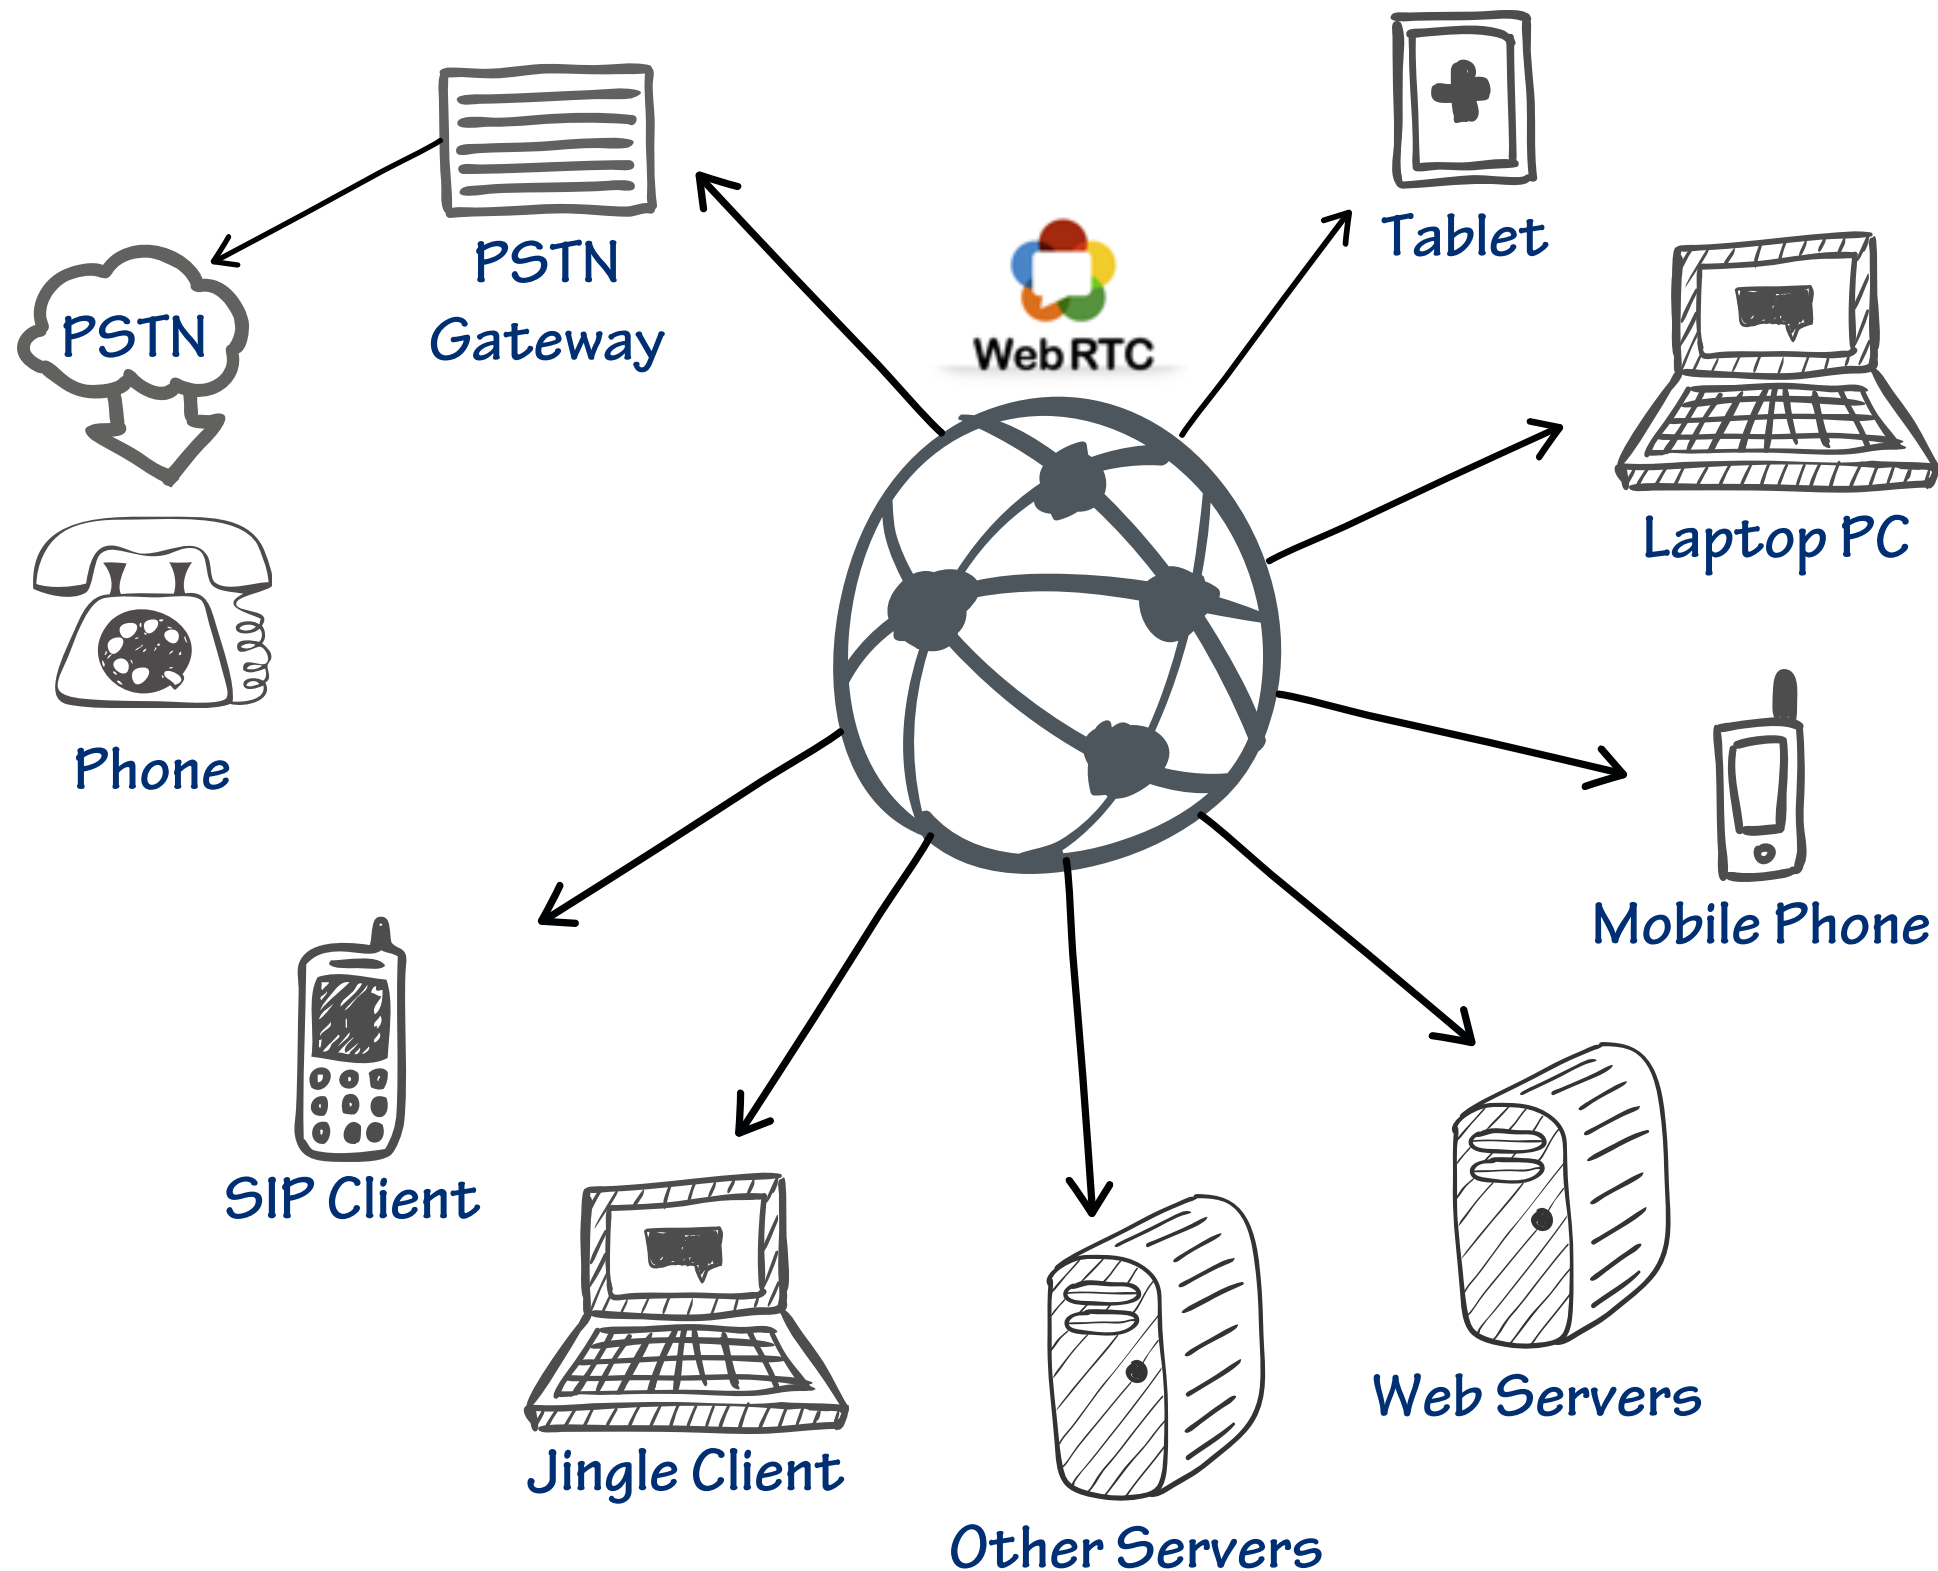 Tablet
PSTN
Gateway
WebRTC
PSTN
Laptop PC
Phone
Mobile Phone
SIP Client
Jingle Client
Web Servers
Other Servers